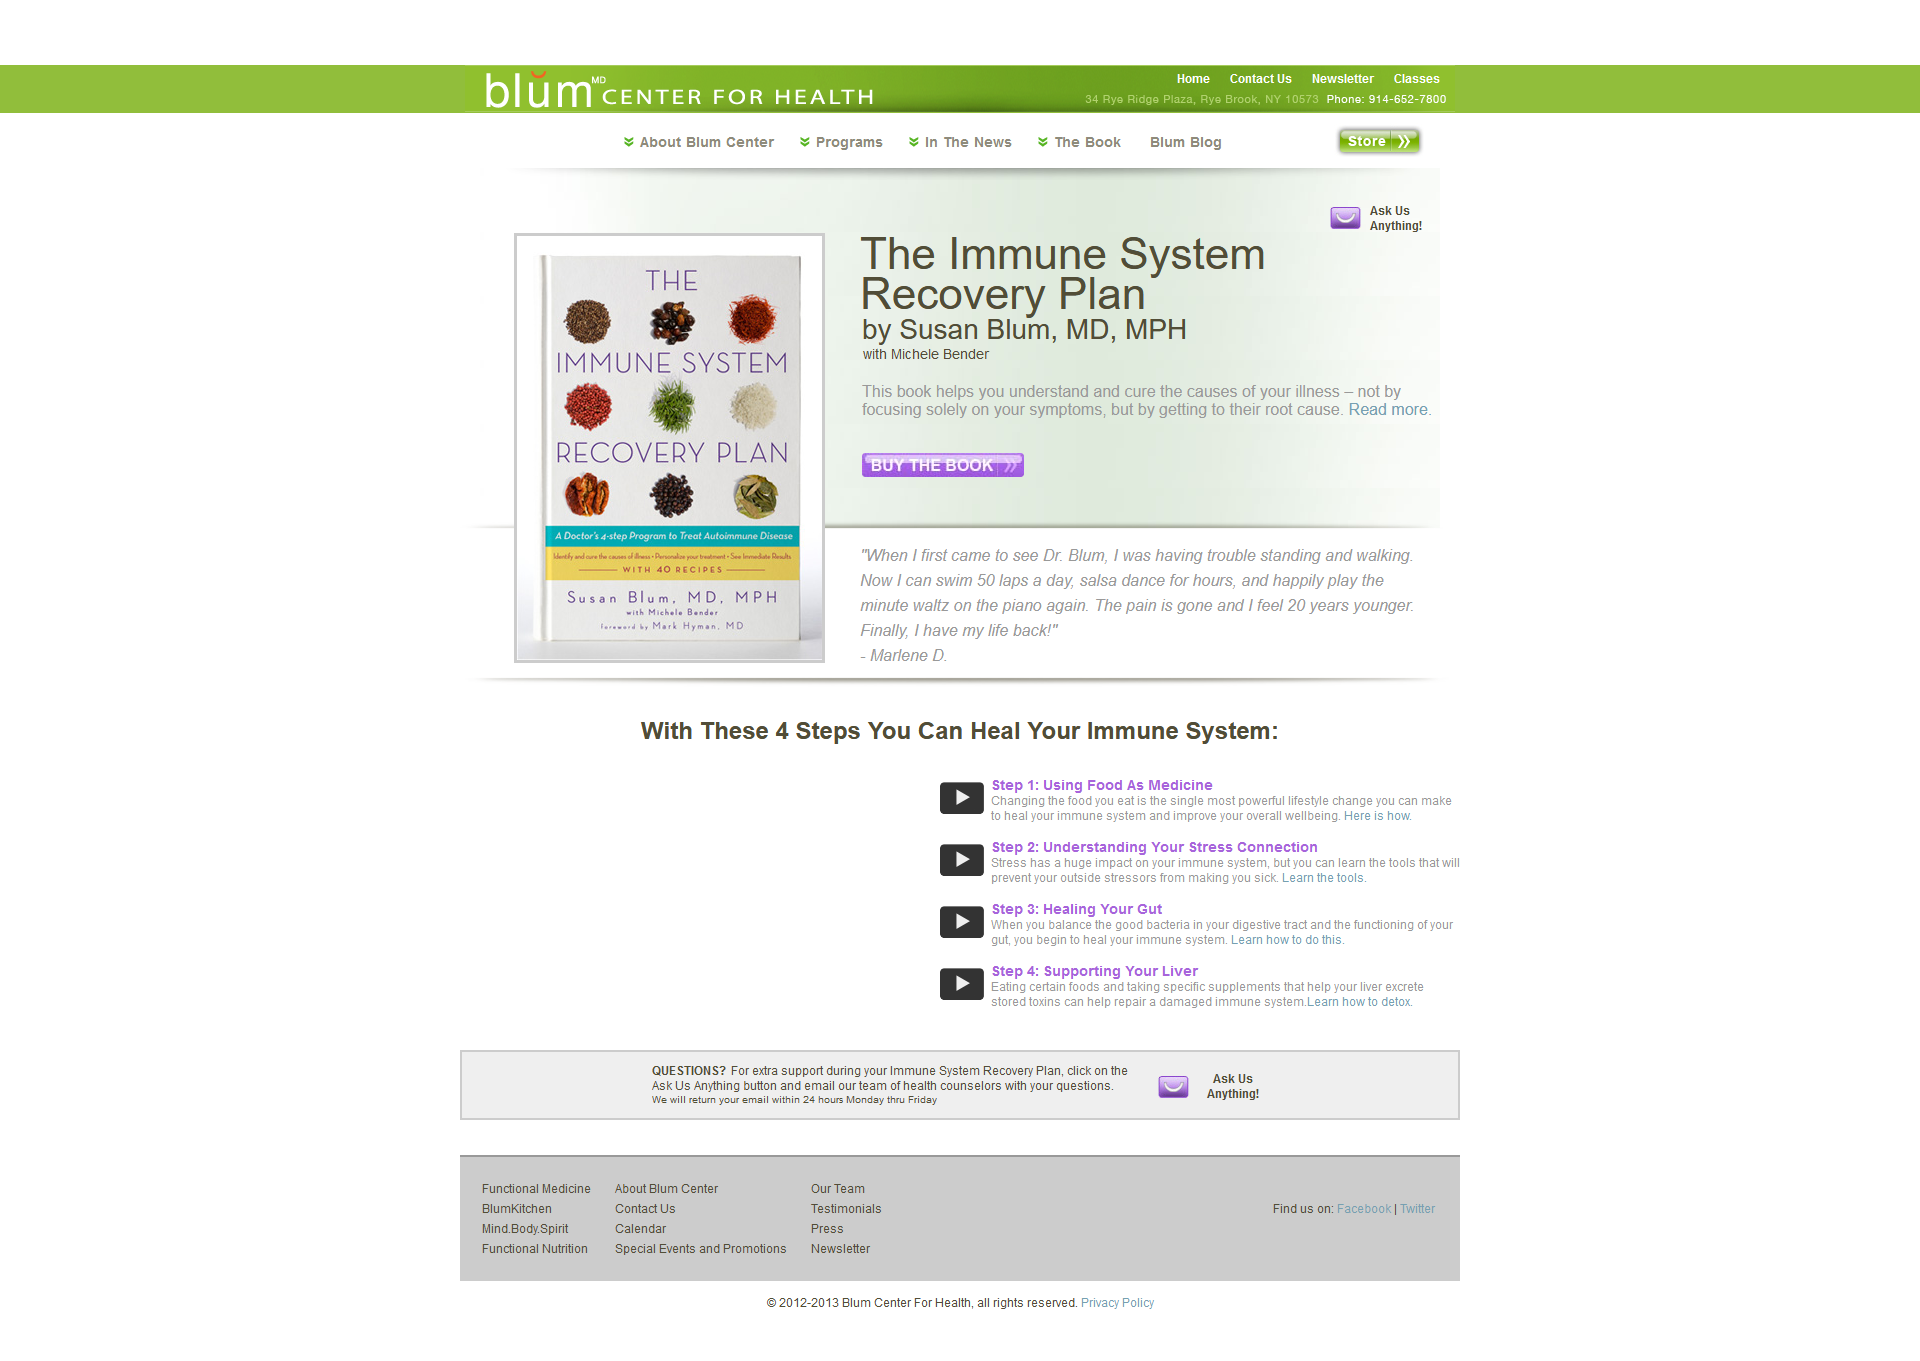 blumMD CENTER FOR HEALTH
Home Contact Us Newsletter Classes
34 Rye Ridge Plaza, Rye Brook, NY 10573 Phone: 914-652-7800
About Blum Center Programs In The News The Book Blum Blog Store
Ask Us
Anything!
THE
IMMUNE SYSTEM
RECOVERY PLAN
A Doctor's 4-step Program to Treat Autoimmune Disease
Identify and cure the causes of illness • Personalize your treatment • See Immediate Results
WITH 40 RECIPES
Susan Blum, MD, MPH
with Michele Bender
foreword by Mark Hyman, MD
The Immune System
Recovery Plan
by Susan Blum, MD, MPH
with Michele Bender
This book helps you understand and cure the causes of your illness – not by
focusing solely on your symptoms, but by getting to their root cause. Read more.
BUY THE BOOK
"When I first came to see Dr. Blum, I was having trouble standing and walking.
Now I can swim 50 laps a day, salsa dance for hours, and happily play the
minute waltz on the piano again. The pain is gone and I feel 20 years younger.
Finally, I have my life back!"
- Marlene D.
With These 4 Steps You Can Heal Your Immune System:
Step 1: Using Food As Medicine
Changing the food you eat is the single most powerful lifestyle change you can make
to heal your immune system and improve your overall wellbeing. Here is how.
Step 2: Understanding Your Stress Connection
Stress has a huge impact on your immune system, but you can learn the tools that will
prevent your outside stressors from making you sick. Learn the tools.
Step 3: Healing Your Gut
When you balance the good bacteria in your digestive tract and the functioning of your
gut, you begin to heal your immune system. Learn how to do this.
Step 4: Supporting Your Liver
Eating certain foods and taking specific supplements that help your liver excrete
stored toxins can help repair a damaged immune system.Learn how to detox.
QUESTIONS? For extra support during your Immune System Recovery Plan, click on the
Ask Us Anything button and email our team of health counselors with your questions.
We will return your email within 24 hours Monday thru Friday
Ask Us
Anything!
Functional Medicine About Blum Center Our Team
BlumKitchen Contact Us Testimonials Find us on: Facebook | Twitter
Mind.Body.Spirit Calendar Press
Functional Nutrition Special Events and Promotions Newsletter
© 2012-2013 Blum Center For Health, all rights reserved. Privacy Policy